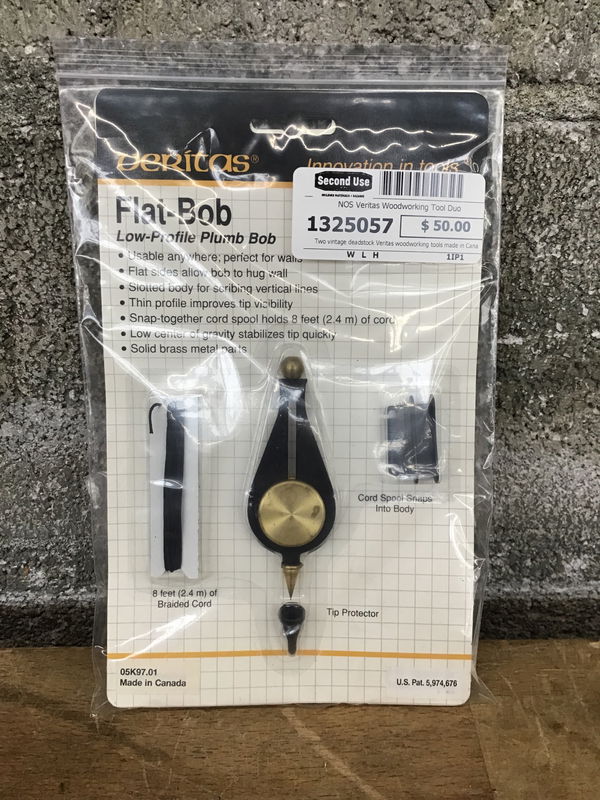 veritas®
Innovation in tools
Second Use
BUILDING MATERIALS / SALVAGE
NOS Veritas Woodworking Tool Duo
1325057 $ 50.00
Two vintage deadstock Veritas woodworking tools made in Cana
W L H 1IP1
Flat-Bob
Low-Profile Plumb Bob
• Usable anywhere; perfect for walls
• Flat sides allow bob to hug wall
• Slotted body for scribing vertical lines
• Thin profile improves tip visibility
• Snap-together cord spool holds 8 feet (2.4 m) of cord
• Low center of gravity stabilizes tip quickly
• Solid brass metal parts
Cord Spool Snaps
Into Body
8 feet (2.4 m) of
Braided Cord
Tip Protector
05K97.01
Made in Canada
U.S. Pat. 5,974,676